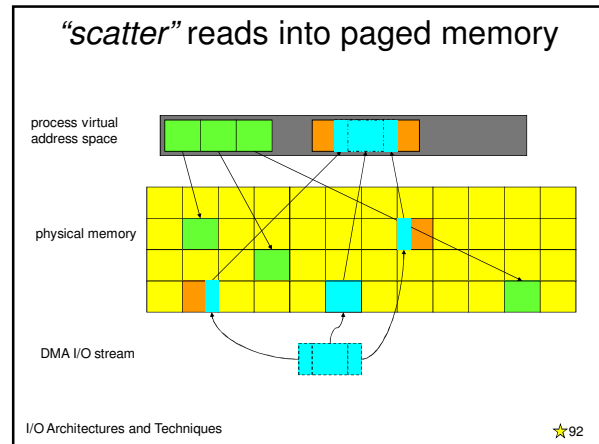 "scatter" reads into paged memory
process virtual
address space
physical memory
DMA I/O stream
I/O Architectures and Techniques
92